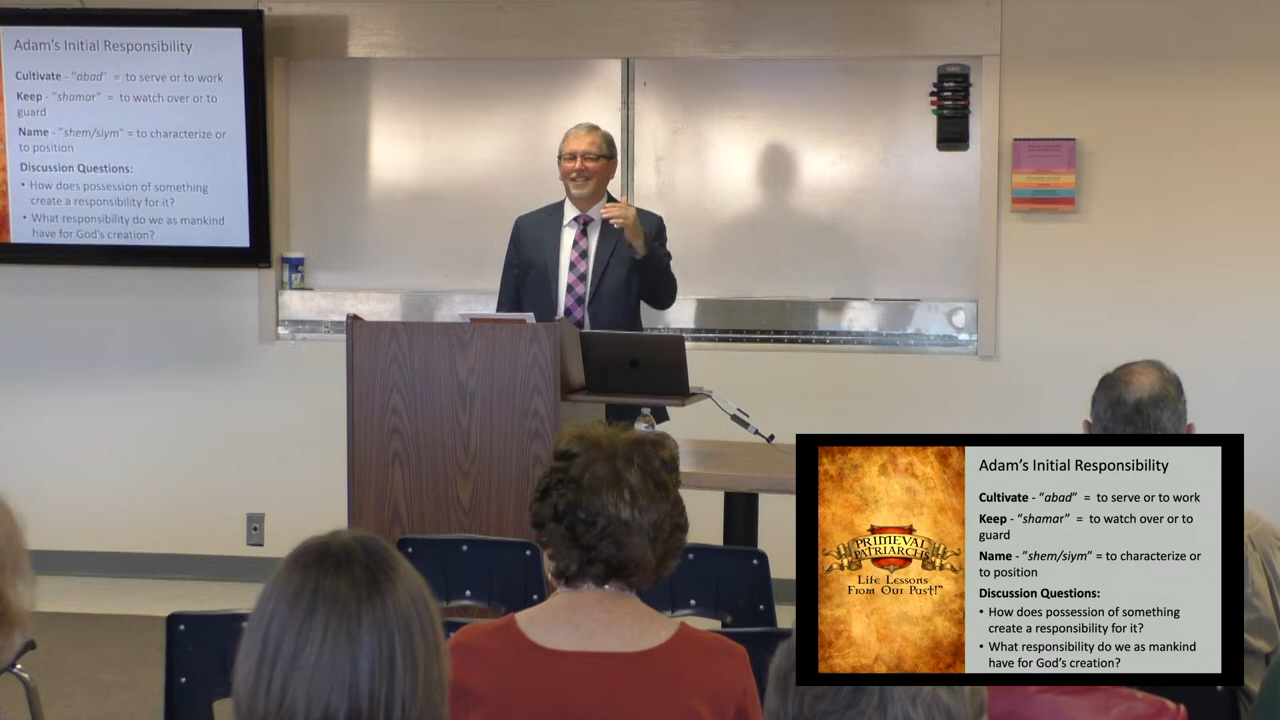 Adam's Initial Responsibility
Cultivate - "abad" = to serve or to work
Keep - "shamar" = to watch over or to
guard
Name - "shem/siym" = to characterize or
to position
Discussion Questions:
• How does possession of something
create a responsibility for it?
• What responsibility do we as mankind
have for God's creation?
PRIMEVAL
PATRIARCHS
Life Lessons
From Our Past!"
Adam's Initial Responsibility
Cultivate - "abad" = to serve or to work
Keep - "shamar" = to watch over or to
guard
Name - "shem/siym" = to characterize or
to position
Discussion Questions:
• How does possession of something
create a responsibility for it?
• What responsibility do we as mankind
have for God's creation?